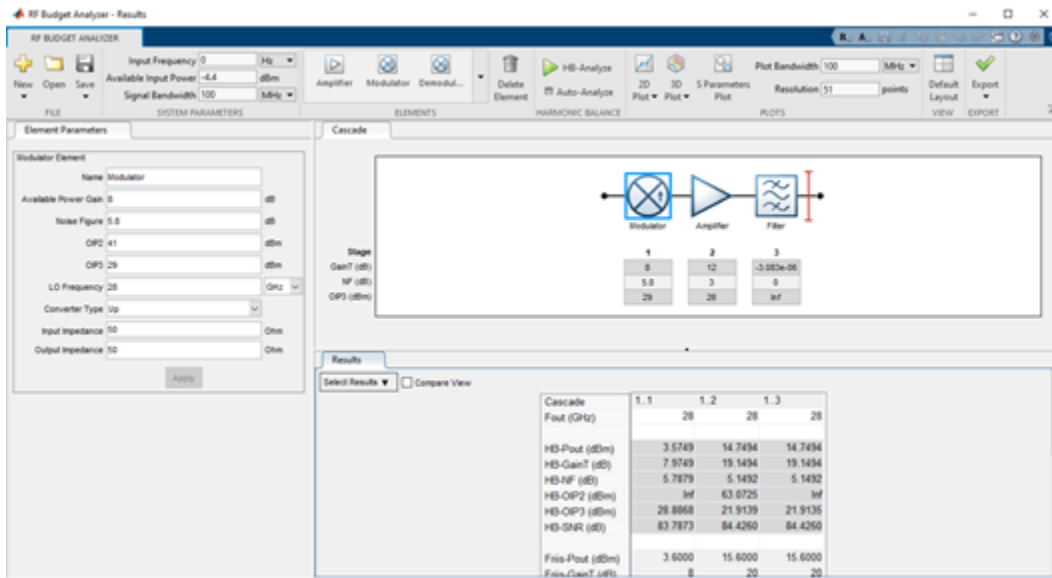 RF Budget Analyzer - Results
RF BUDGET ANALYZER
New
Open
Save
FILE
Input Frequency 0 Hz
Available Input Power -4.4 dBm
Signal Bandwidth 100 MHz
SYSTEM PARAMETERS
Amplifier
Modulator
Demodul...
ELEMENTS
Delete
Element
HB-Analyze
Auto-Analyze
HARMONIC BALANCE
2D
Plot
3D
Plot
S Parameters
Plot
Plot Bandwidth 100 MHz
Resolution 51 points
PLOTS
Default
Layout
VIEW
Export
EXPORT
Element Parameters
Modulator Element
Name Modulator
Available Power Gain 8 dB
Noise Figure 5.8 dB
OIP2 41 dBm
OIP3 29 dBm
LO Frequency 28 GHz
Converter Type Up
Input Impedance 50 Ohm
Output Impedance 50 Ohm
Apply
Cascade
Modulator Amplifier Filter
Stage 1 2 3
GainT (dB) 8 12 -3.083e-06
NF (dB) 5.8 3 0
OIP3 (dBm) 29 26 Inf
Results
Select Results ▼ Compare View
Cascade 1..1 1..2 1..3
Fout (GHz) 28 28 28
HB-Pout (dBm) 3.5749 14.7494 14.7494
HB-GainT (dB) 7.9749 19.1494 19.1494
HB-NF (dB) 5.7879 5.1492 5.1492
HB-OIP2 (dBm) Inf 63.0725 Inf
HB-OIP3 (dBm) 28.8868 21.9139 21.9135
HB-SNR (dB) 83.7873 84.4260 84.4260
Friis-Pout (dBm) 3.6000 15.6000 15.6000
Friis-GainT (dB) 8 20 20